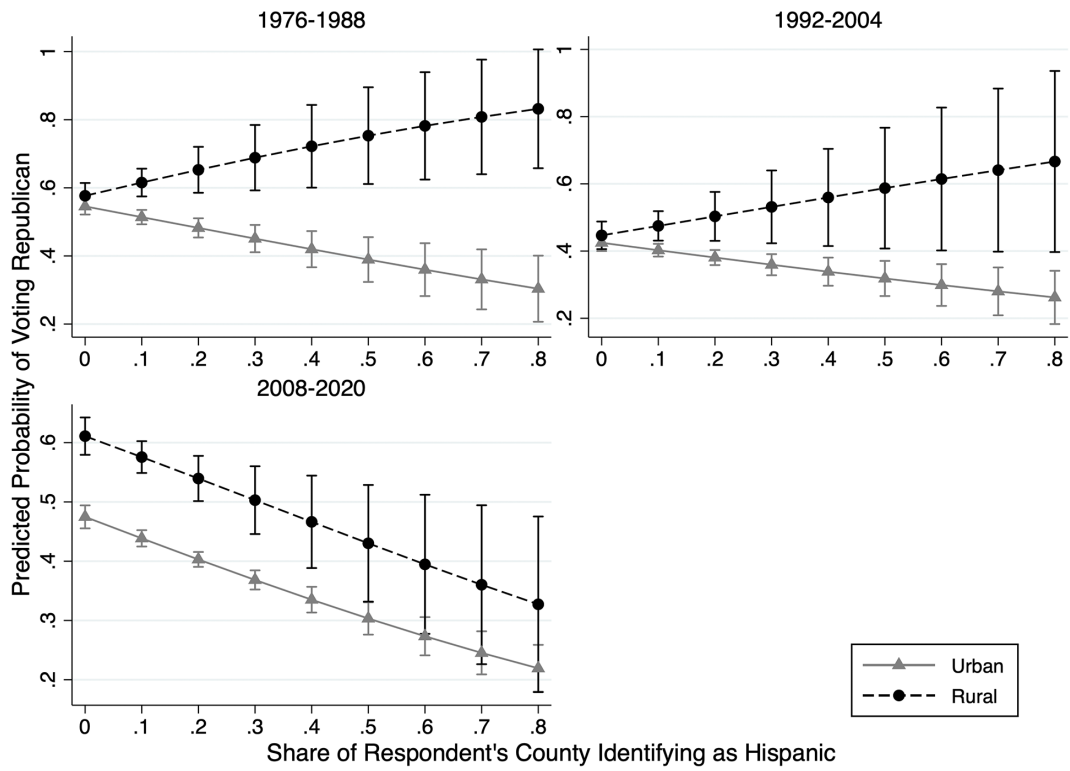 1976-1988
1992-2004
1
.8
.6
.4
.2
0 .1 .2 .3 .4 .5 .6 .7 .8
1
.8
.6
.4
.2
0 .1 .2 .3 .4 .5 .6 .7 .8
2008-2020
.6
.5
.4
.3
.2
0 .1 .2 .3 .4 .5 .6 .7 .8
Predicted Probability of Voting Republican
Share of Respondent's County Identifying as Hispanic
Urban
Rural